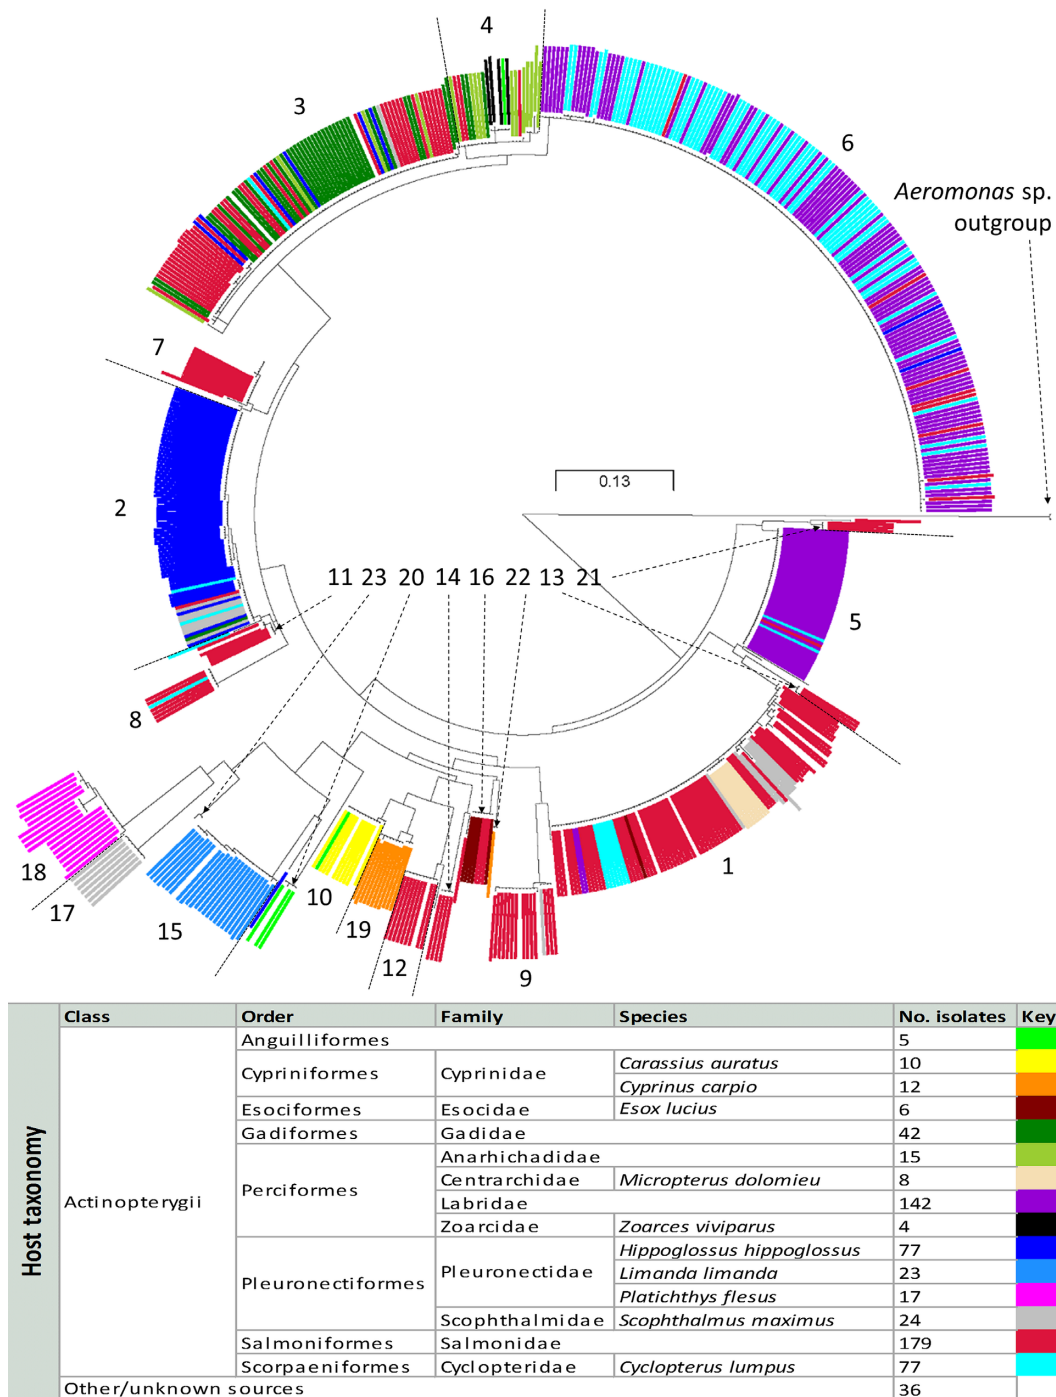 4
3
6
Aeromonas sp.
outgroup
7
0.13
2
11 23 20 14 16 22 13 21
5
8
1
18
17
15
10
19
12
9
Class Order Family Species No. isolates Key
Host taxonomy
Actinopterygii
Anguilliformes 5
Cypriniformes Cyprinidae Carassius auratus 10
Cyprinus carpio 12
Esociformes Esocidae Esox lucius 6
Gadiformes Gadidae 42
Perciformes Anarhichadidae 15
Centrarchidae Micropterus dolomieu 8
Labridae 142
Zoarcidae Zoarces viviparus 4
Pleuronectiformes Pleuronectidae Hippoglossus hippoglossus 77
Limanda limanda 23
Platichthys flesus 17
Scophthalmidae Scophthalmus maximus 24
Salmoniformes Salmonidae 179
Scorpaeniformes Cyclopteridae Cyclopterus lumpus 77
Other/unknown sources 36